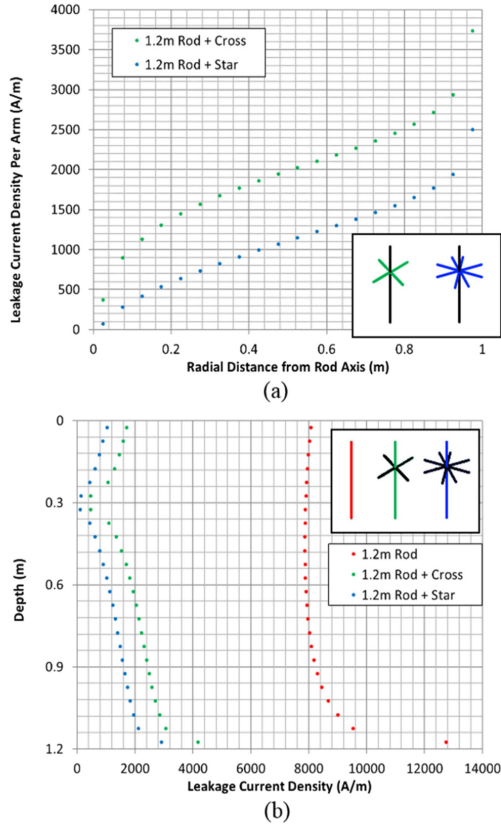 Leakage Current Density Per Arm (A/m)
4000
3500
3000
2500
2000
1500
1000
500
0
1.2m Rod + Cross
1.2m Rod + Star
0
0.2
0.4
0.6
0.8
1
Radial Distance from Rod Axis (m)
(a)
Depth (m)
0
0.3
0.6
0.9
1.2
1.2m Rod
1.2m Rod + Cross
1.2m Rod + Star
0
2000
4000
6000
8000
10000
12000
14000
Leakage Current Density (A/m)
(b)